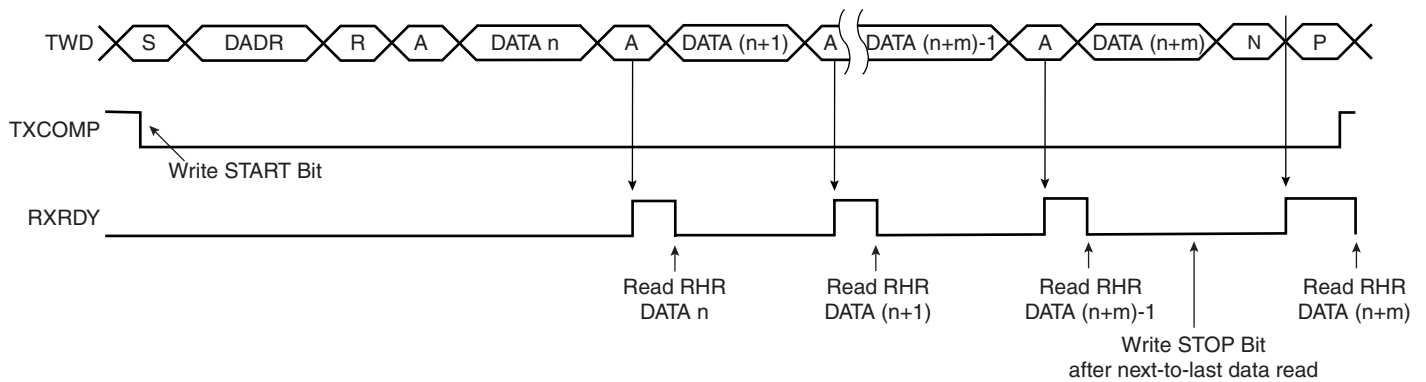 TWD S DADR R A DATA n A DATA (n+1) A DATA (n+m)-1 A DATA (n+m) N P
TXCOMP
Write START Bit
RXRDY
Read RHR Read RHR Read RHR Read RHR
DATA n DATA (n+1) DATA (n+m)-1 DATA (n+m)
Write STOP Bit
after next-to-last data read